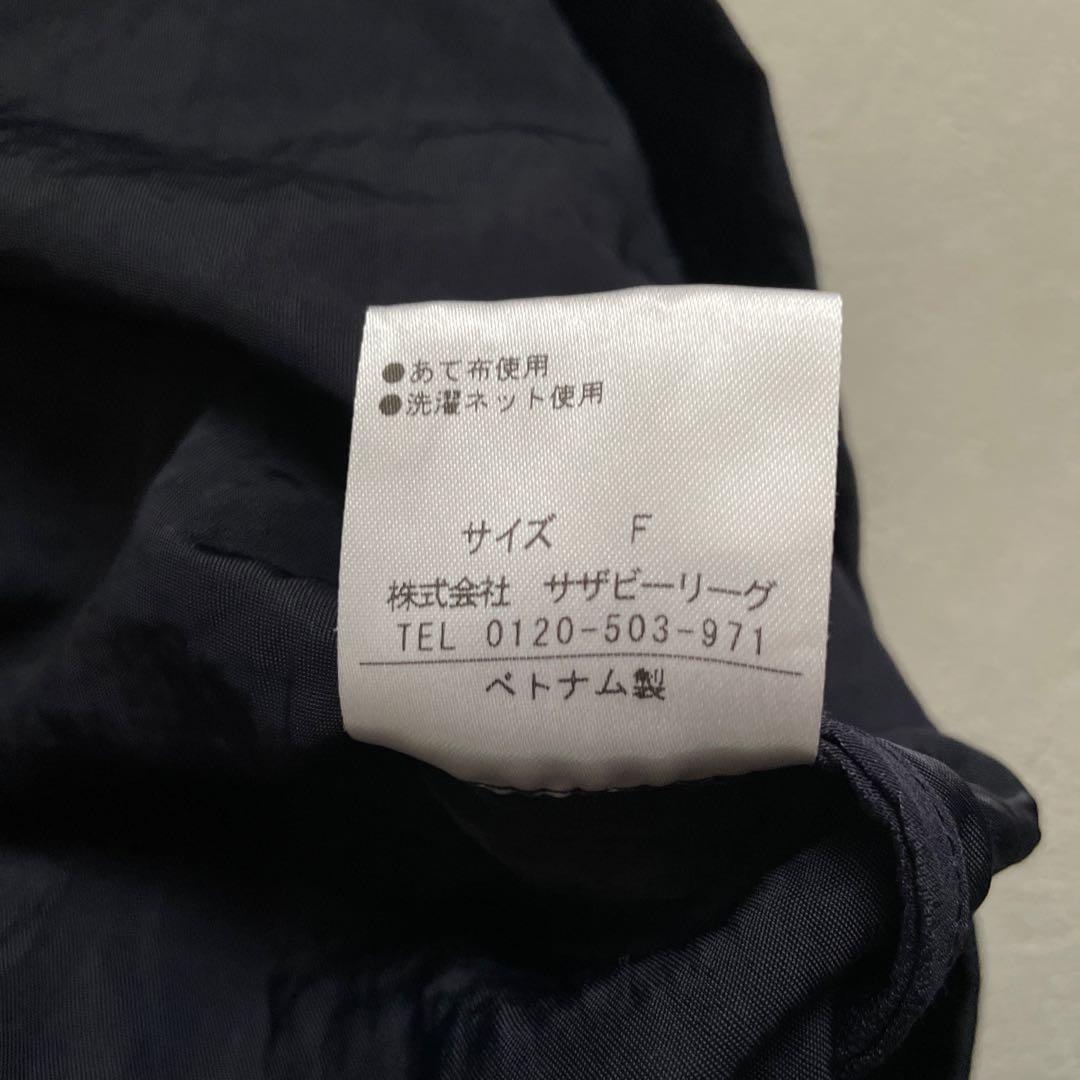 ●あて布使用
●洗濯ネット使用
サイズ F
株式会社 サザビーリーグ
TEL 0120-503-971
ベトナム製